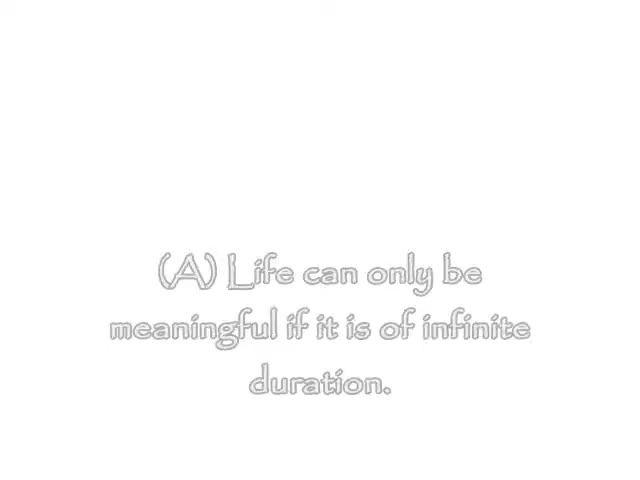 (A) Life can only be
meaningful if it is of infinite
duration.